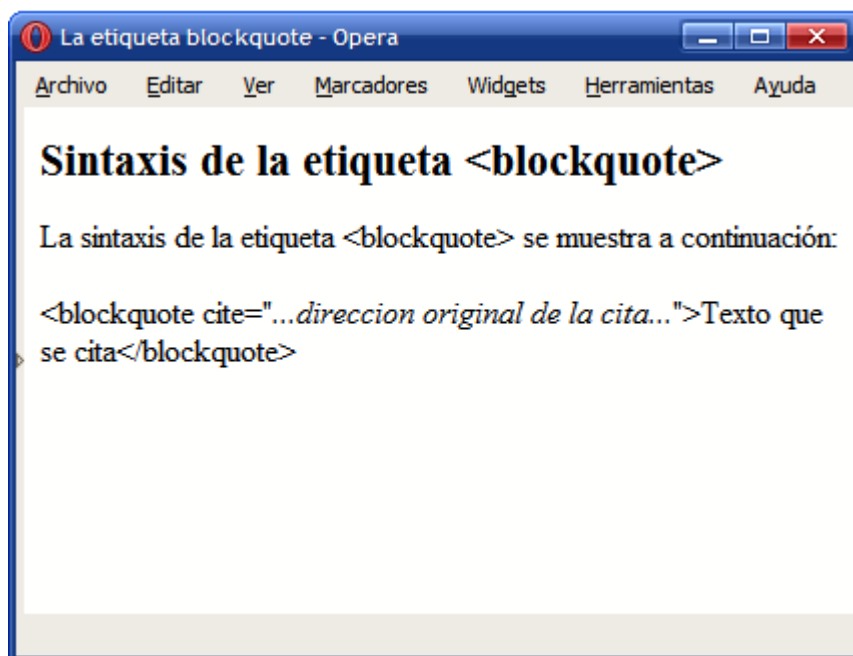 La etiqueta blockquote - Opera
Archivo Editar Ver Marcadores Widgets Herramientas Ayuda
Sintaxis de la etiqueta <blockquote>
La sintaxis de la etiqueta <blockquote> se muestra a continuación:
<blockquote cite="...direccion original de la cita...">Texto que
se cita</blockquote>